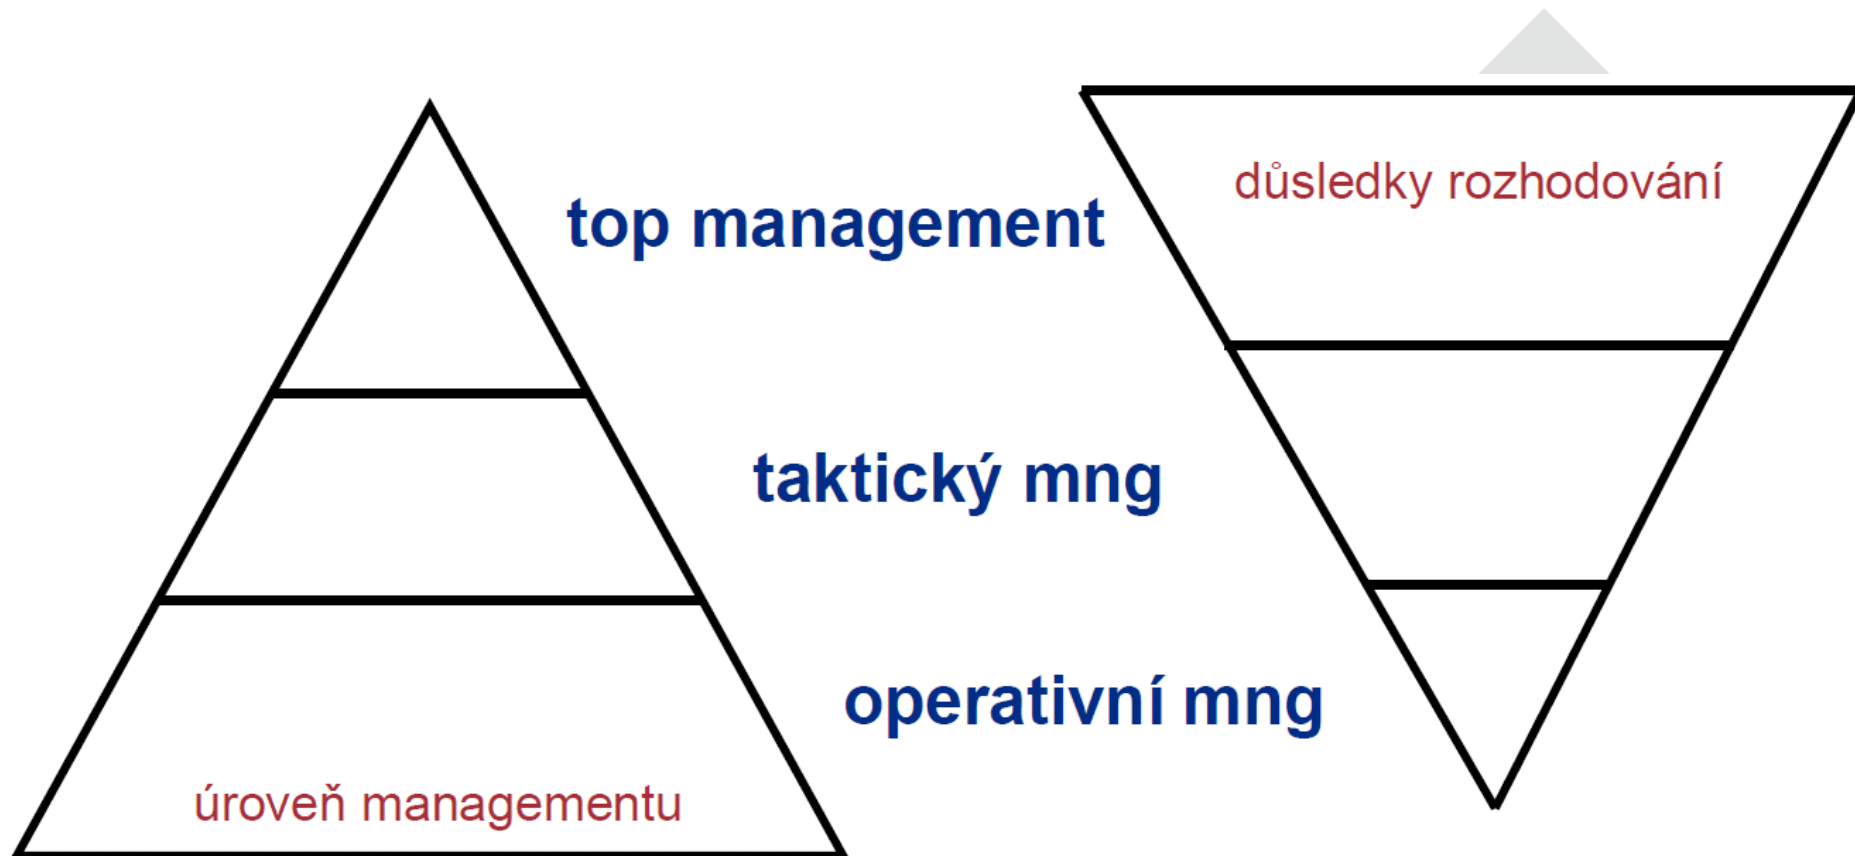 důsledky rozhodování
top management
taktický mng
operativní mng
úroveň managementu